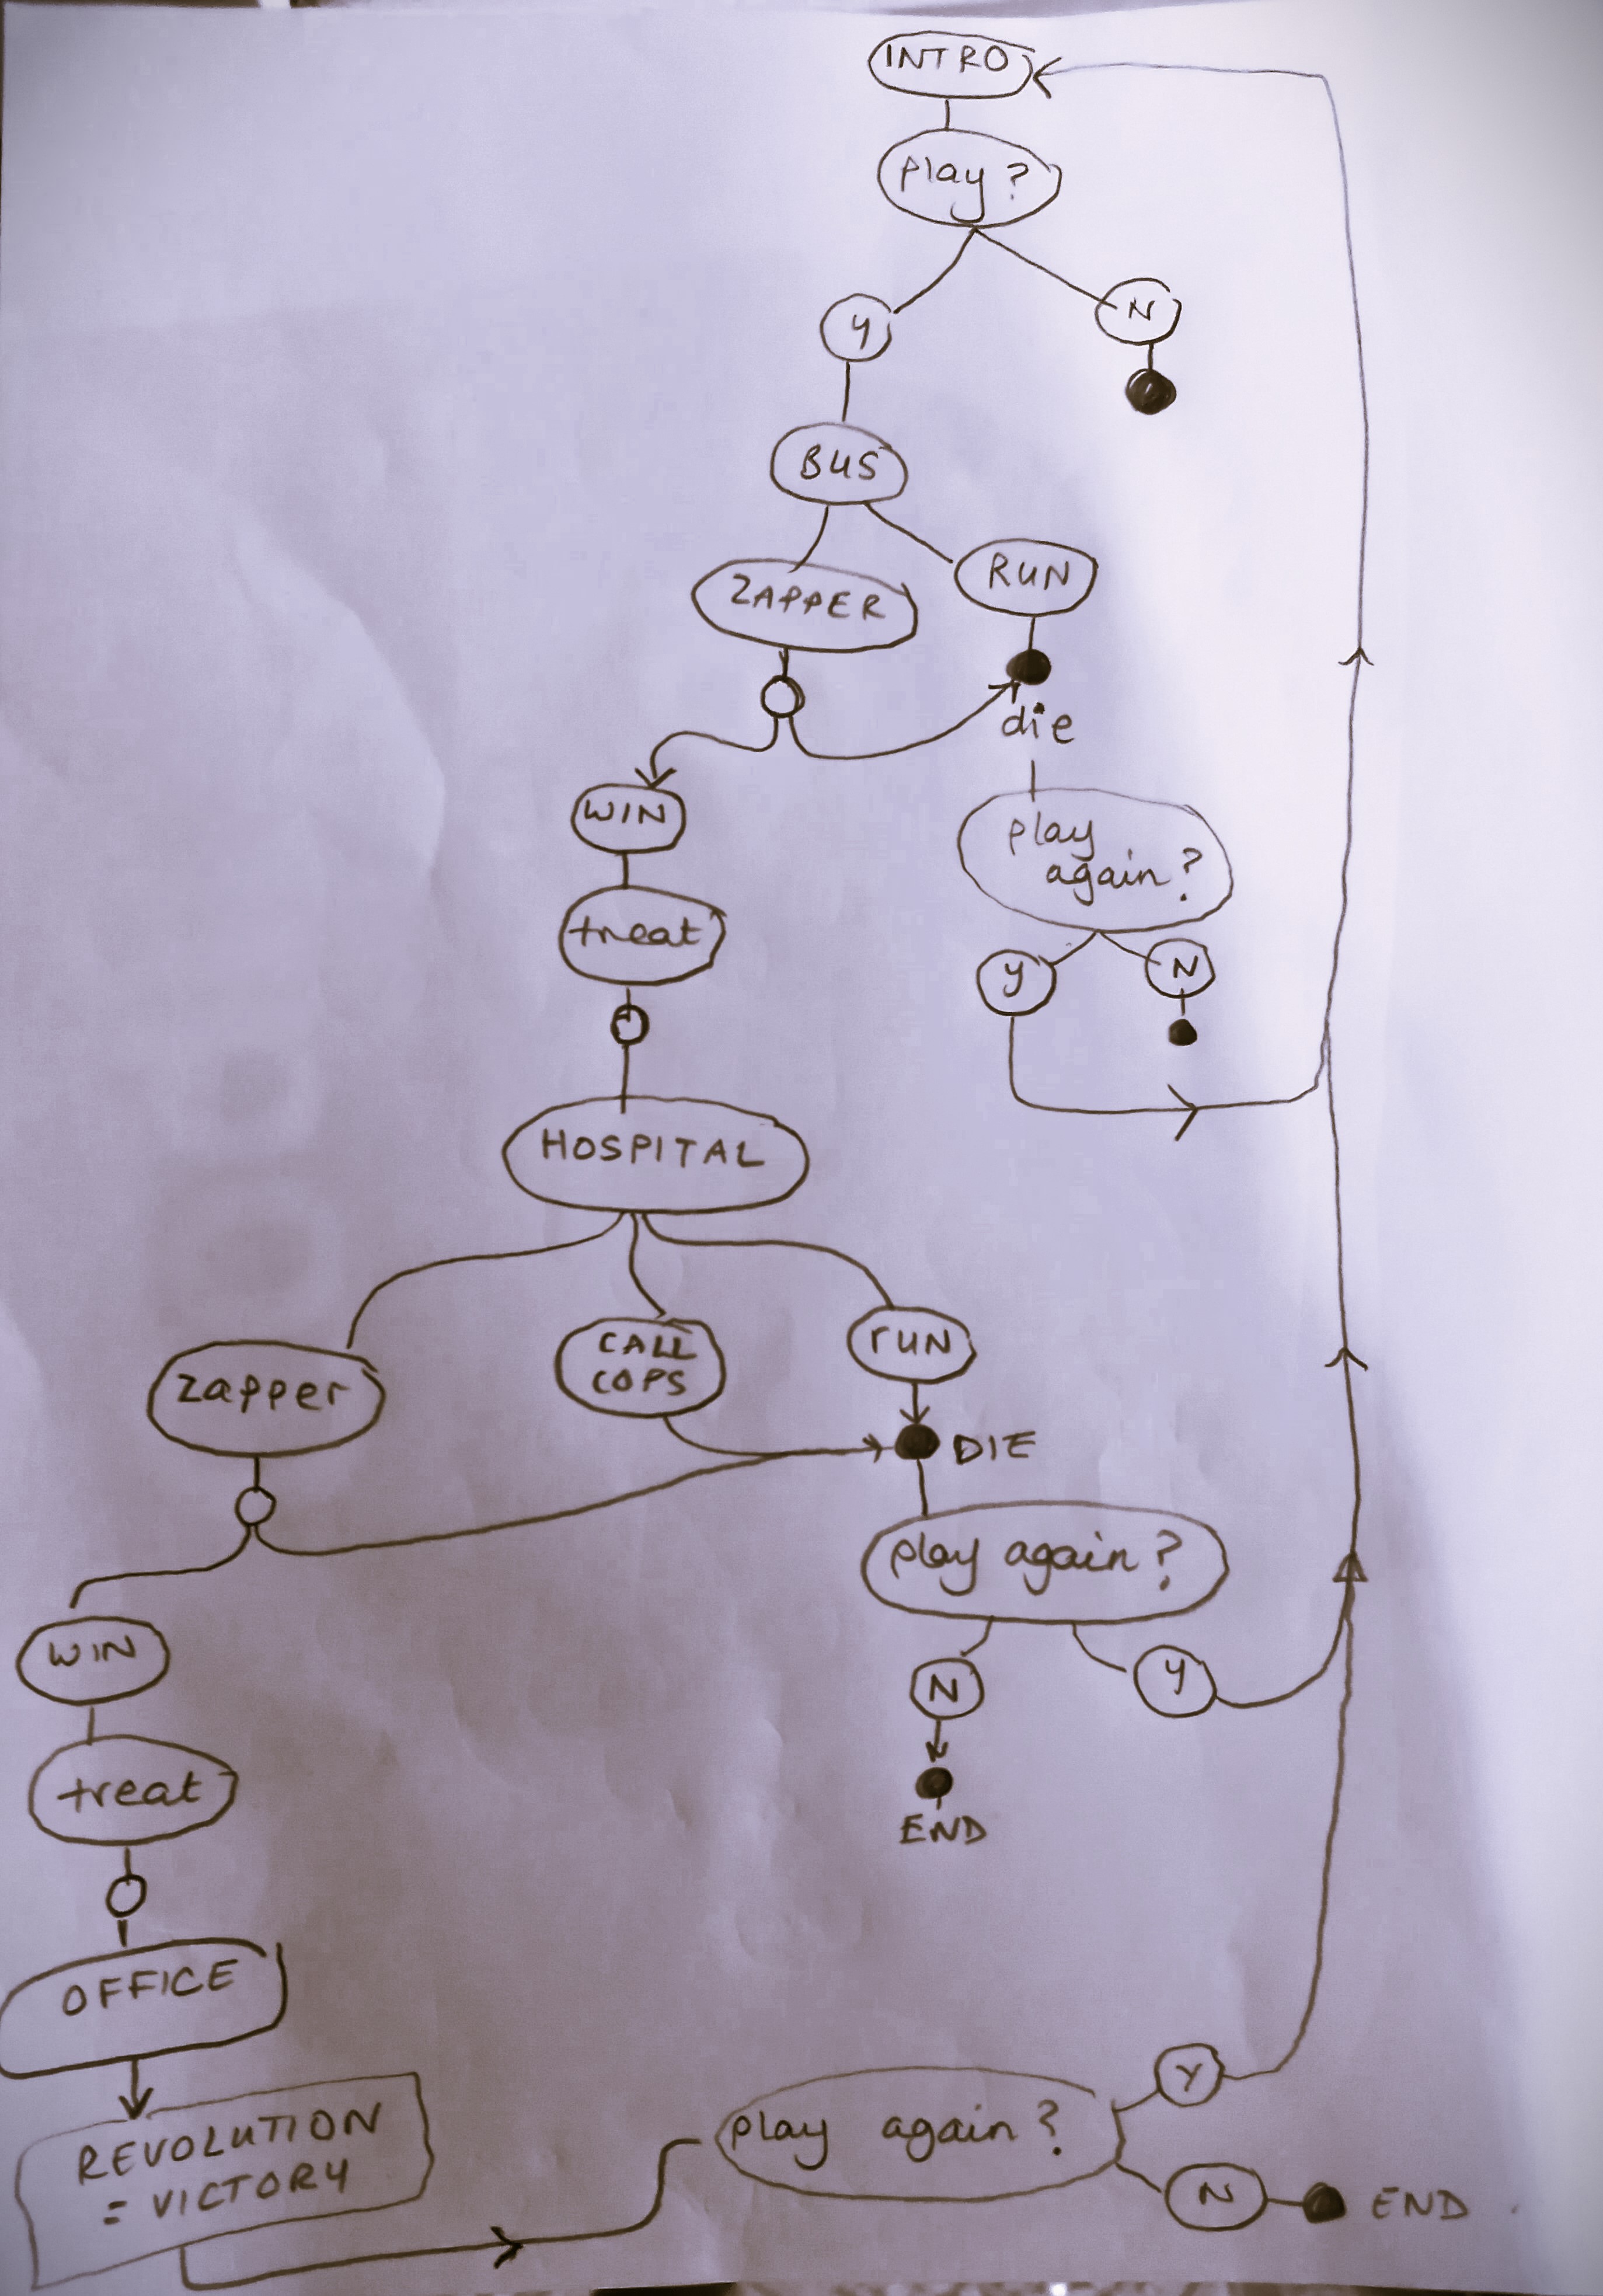 INTRO
play?
Y
N
BUS
ZAPPER
RUN
die
WIN
play
again?
treat
Y
N
HOSPITAL
zapper
CALL
COPS
run
DIE
play again?
WIN
N
Y
treat
END
OFFICE
REVOLUTION
= VICTORY
play again?
Y
N
END